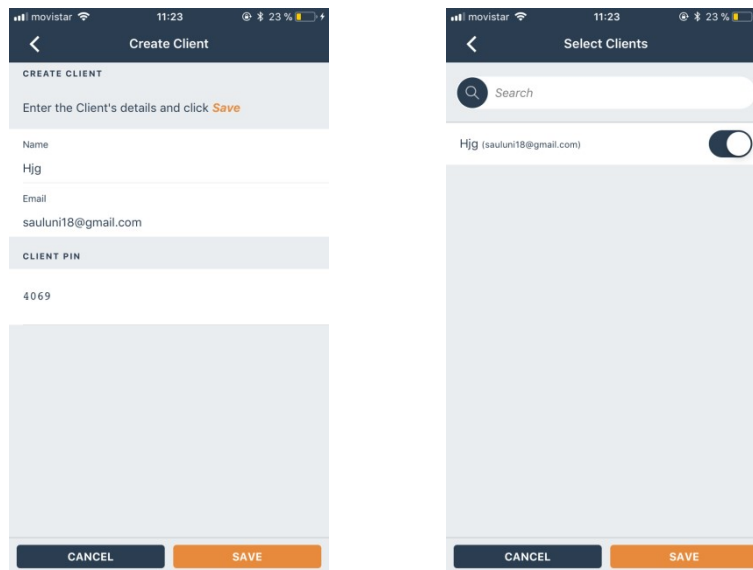 movistar 11:23 23 %
Create Client
CREATE CLIENT
Enter the Client's details and click Save
Name
Hjg
Email
sauluni18@gmail.com
CLIENT PIN
4069
CANCEL SAVE
movistar 11:23 23 %
Select Clients
Search
Hjg (sauluni18@gmail.com)
CANCEL SAVE